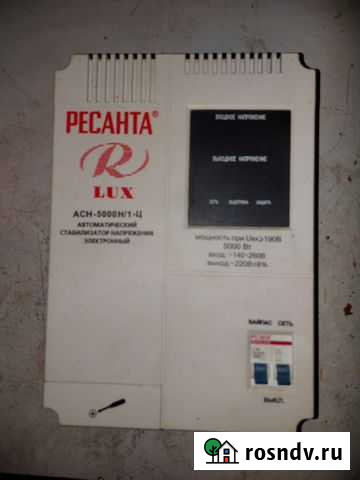 РЕСАНТА®
R
LUX
АСН-5000Н/1-Ц
АВТОМАТИЧЕСКИЙ
СТАБИЛИЗАТОР НАПРЯЖЕНИЯ
ЭЛЕКТРОННЫЙ
ВХОДНОЕ НАПРЯЖЕНИЕ
ВЫХОДНОЕ НАПРЯЖЕНИЕ
СЕТЬ ЗАДЕРЖКА ЗАЩИТА
мощность при Uвх≥190В
5000 Вт
вход: ~140-260В
выход: ~220В±8%
БАЙПАС СЕТЬ
ВЫКЛ.
rosndv.ru